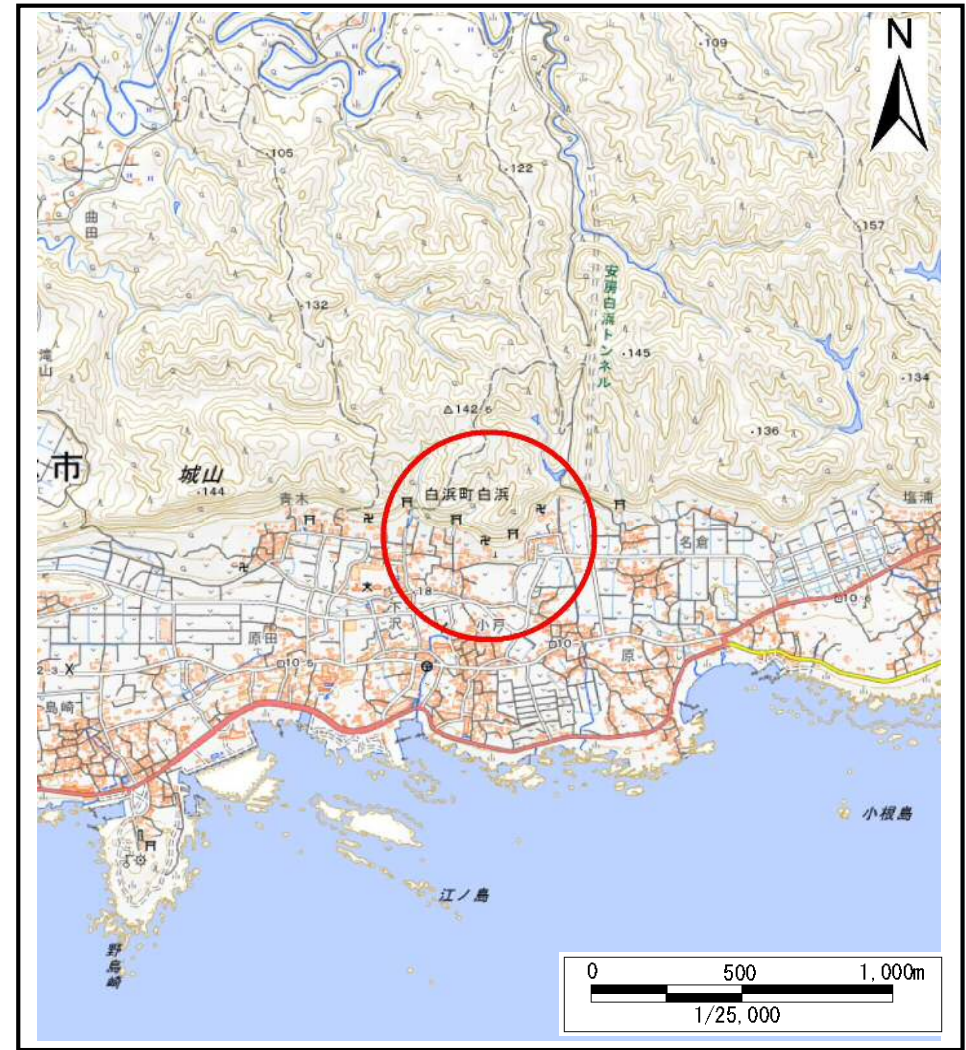 N
109
105
122
曲田
157
安房白浜トンネル
132
145
滝山
134
142.6
136
市
城山
144
青木
白浜町白浜
塩浦
名倉
10.6
18
下沢
小戸
原田
10.5
10.
原
2.3
島崎
小根島
江ノ島
野島崎
0 500 1,000m
1/25,000